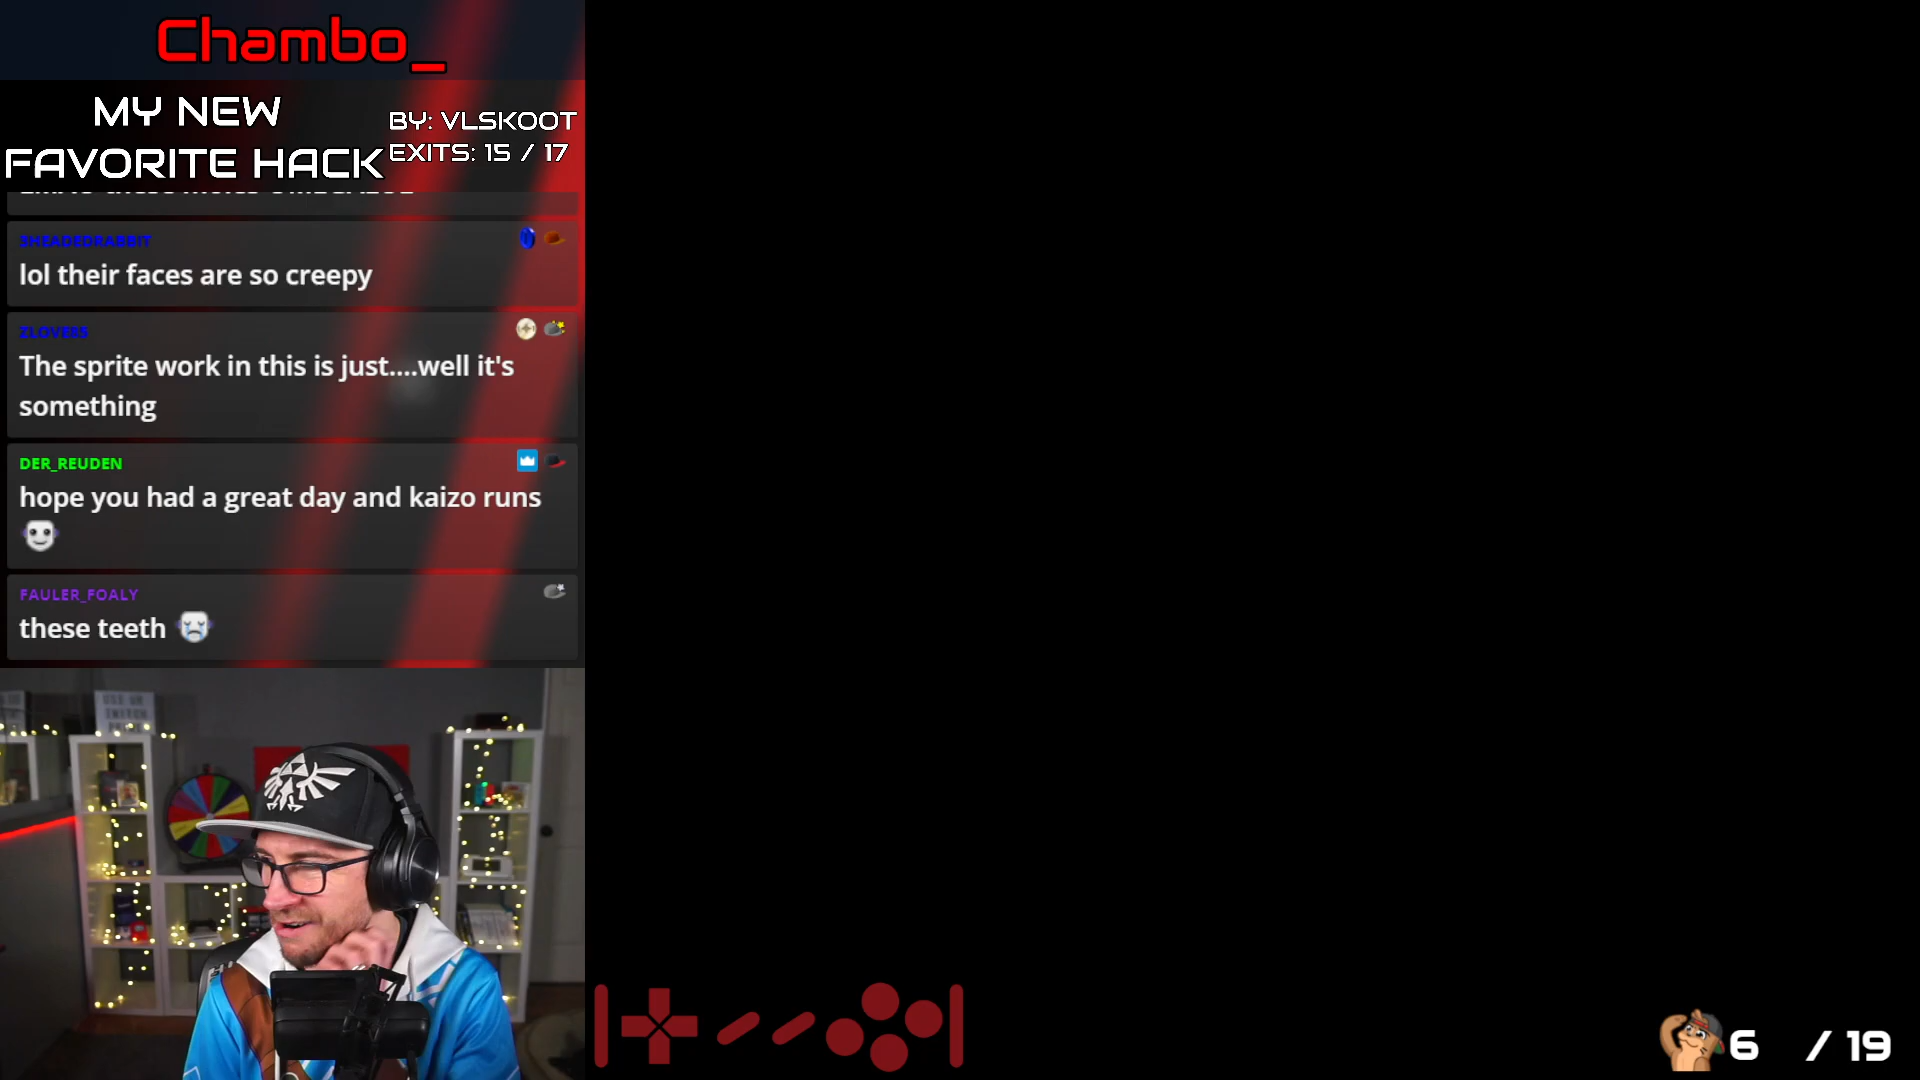 Chambo_
MY NEW
FAVORITE HACK
BY: VLSKOOT
EXITS: 15 / 17
SHEADEDRABBIT
lol their faces are so creepy
ZLOVER5
The sprite work in this is just....well it's
something
DER_REUDEN
hope you had a great day and kaizo runs
FAULER_FOALY
these teeth
6 / 19